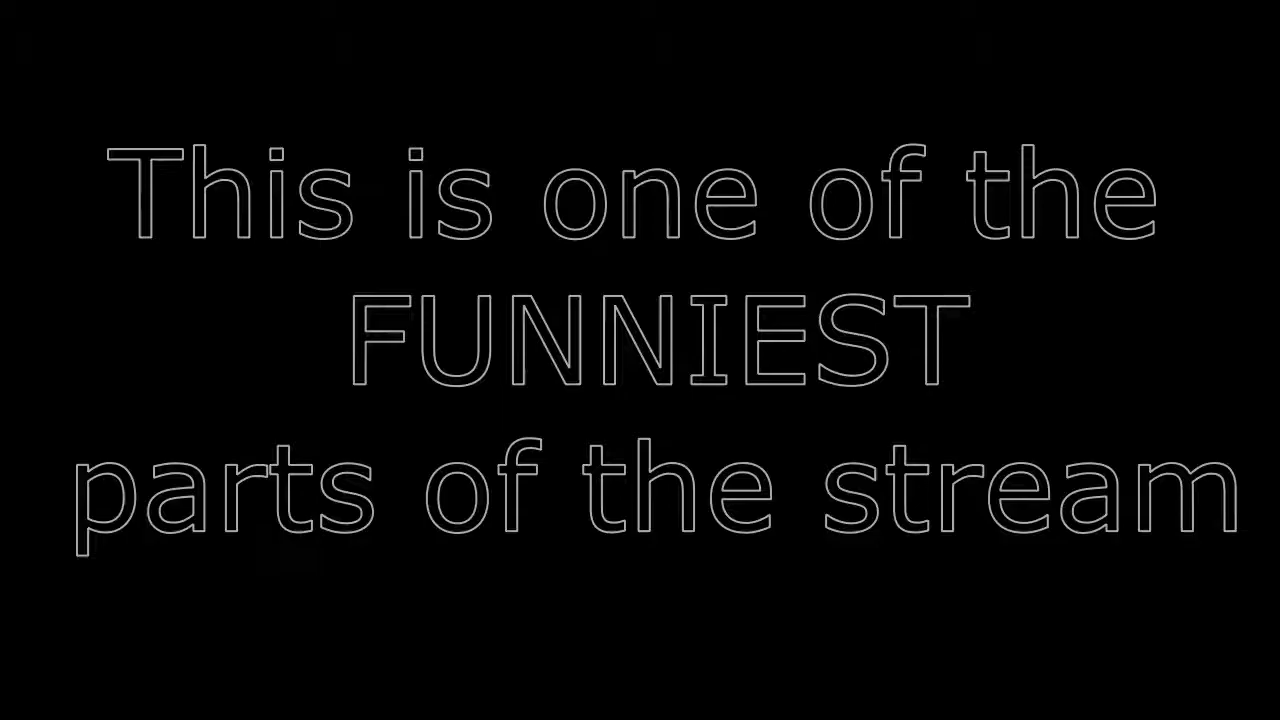 This is one of the
FUNNIEST
parts of the stream